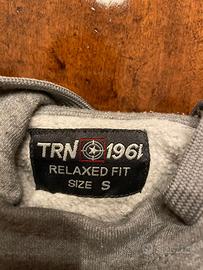 TRN 1961
RELAXED FIT
SIZE S